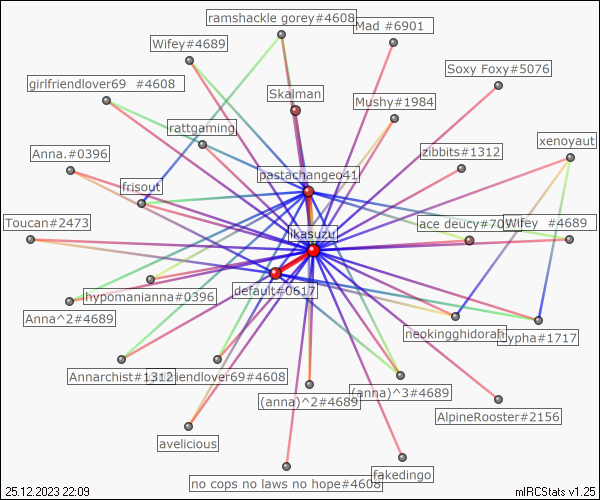 ramshackle gorey#4608
Mad #6901
Wifey#4689
Soxy Foxy#5076
girlfriendlover69 #4608
Skalman
Mushy#1984
rattgaming
xenoyaut
Anna.#0396
zibbits#1312
pastachangeo41
frisout
Toucan#2473
ace deucy#70
Wifey #4689
ikasuzu
default#0617
hypomanianna#0396
Anna^2#4689
neokingghidorah
hypha#1717
Annarchist#1312
friendlover69#4608
(anna)^2#4689
(anna)^3#4689
AlpineRooster#2156
avelicious
no cops no laws no hope#4608
fakedingo
25.12.2023 22:09
mIRCStats v1.25